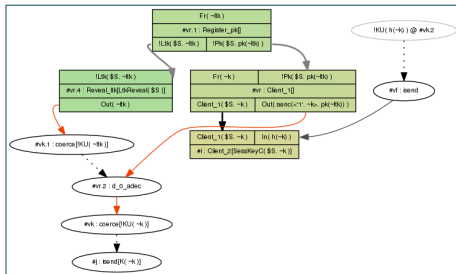 Fr( ~ltk )
#vr.1 : Register_pk[]
!Ltk( $S, ~ltk ) !Pk( $S, pk(~ltk) )
!KU( h(~k) ) @ #vk.2
!Ltk( $S, ~ltk )
#vr.4 : Reveal_ltk[LtkReveal( $S )]
Out( ~ltk )
Fr( ~k ) !Pk( $S, pk(~ltk) )
#vr : Client_1[]
Client_1( $S, ~k ) Out( aenc(<'1', ~k>, pk(~ltk)) )
#vf : isend
#vk.1 : coerce[!KU( ~ltk )]
Client_1( $S, ~k ) In( h(~k) )
#i : Client_2[SessKeyC( $S, ~k )]
#vr.2 : d_0_adec
#vk : coerce[!KU( ~k )]
#j : isend[K( ~k )]